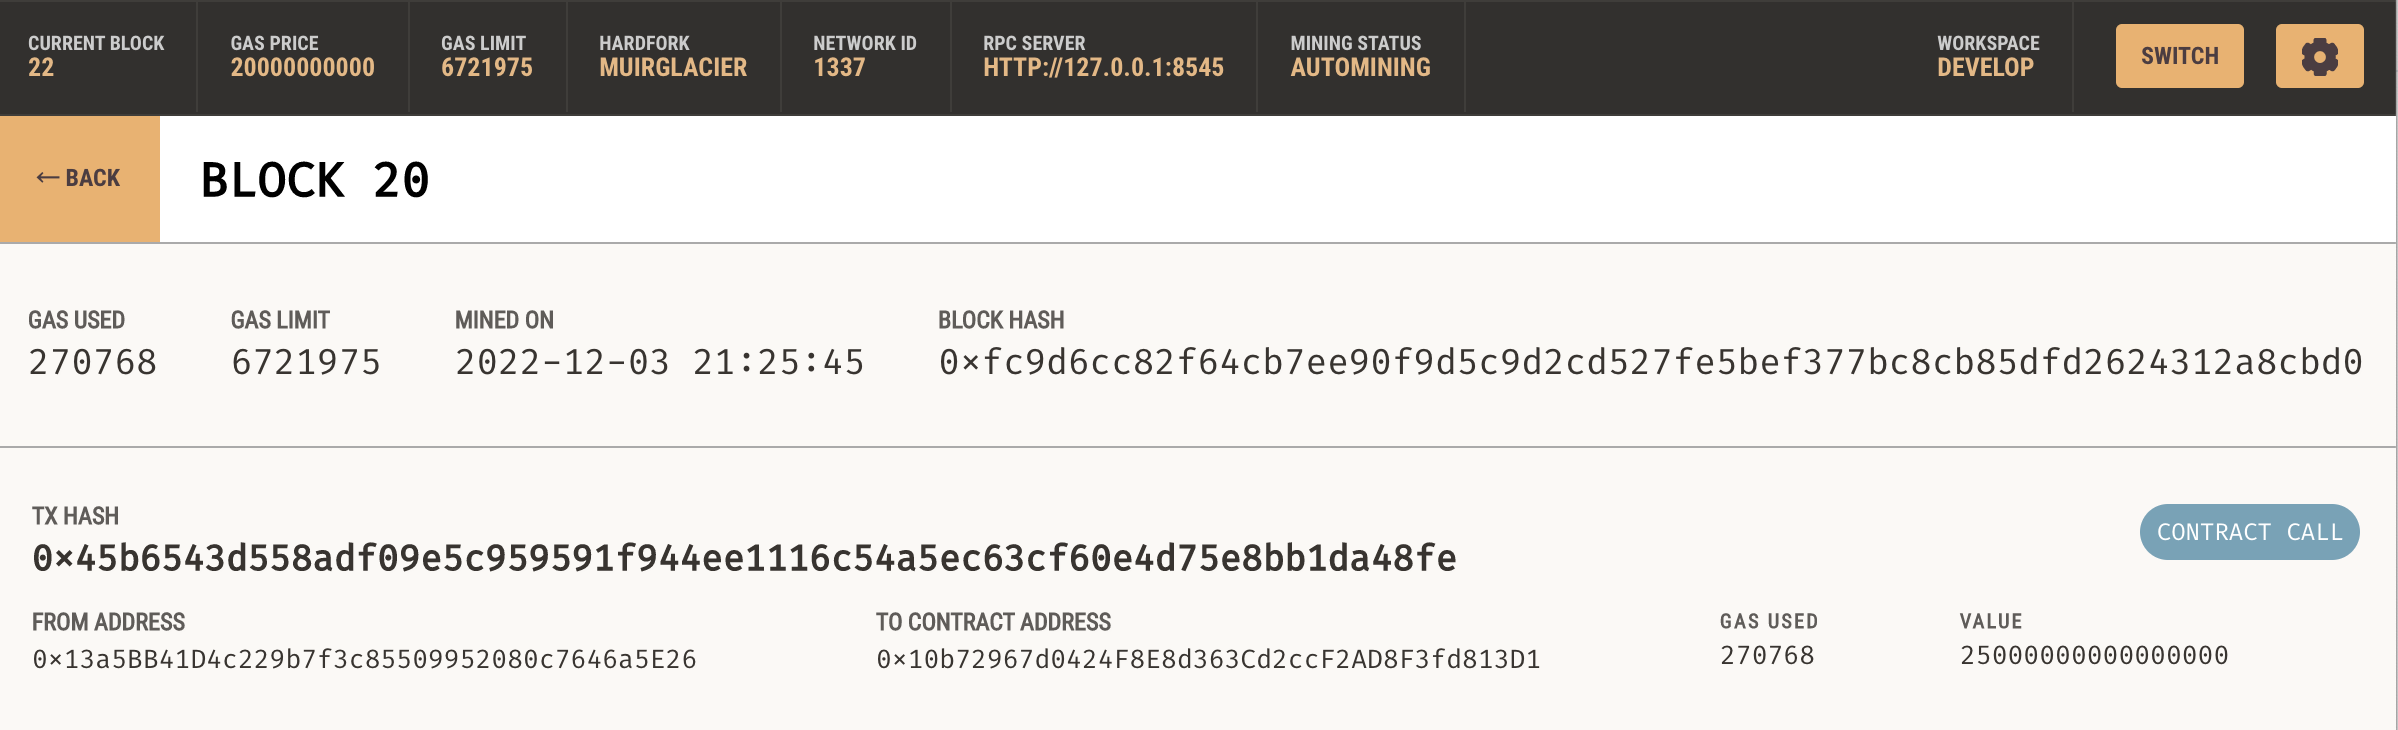 CURRENT BLOCK GAS PRICE GAS LIMIT HARDFORK NETWORK ID RPC SERVER MINING STATUS WORKSPACE
22 20000000000 6721975 MUIRGLACIER 1337 HTTP://127.0.0.1:8545 AUTOMINING DEVELOP SWITCH
← BACK BLOCK 20
GAS USED GAS LIMIT MINED ON BLOCK HASH
270768 6721975 2022-12-03 21:25:45 0×fc9d6cc82f64cb7ee90f9d5c9d2cd527fe5bef377bc8cb85dfd2624312a8cbd0
TX HASH
0×45b6543d558adf09e5c959591f944ee1116c54a5ec63cf60e4d75e8bb1da48fe CONTRACT CALL
FROM ADDRESS TO CONTRACT ADDRESS GAS USED VALUE
0×13a5BB41D4c229b7f3c85509952080c7646a5E26 0×10b72967d0424F8E8d363Cd2ccF2AD8F3fd813D1 270768 25000000000000000